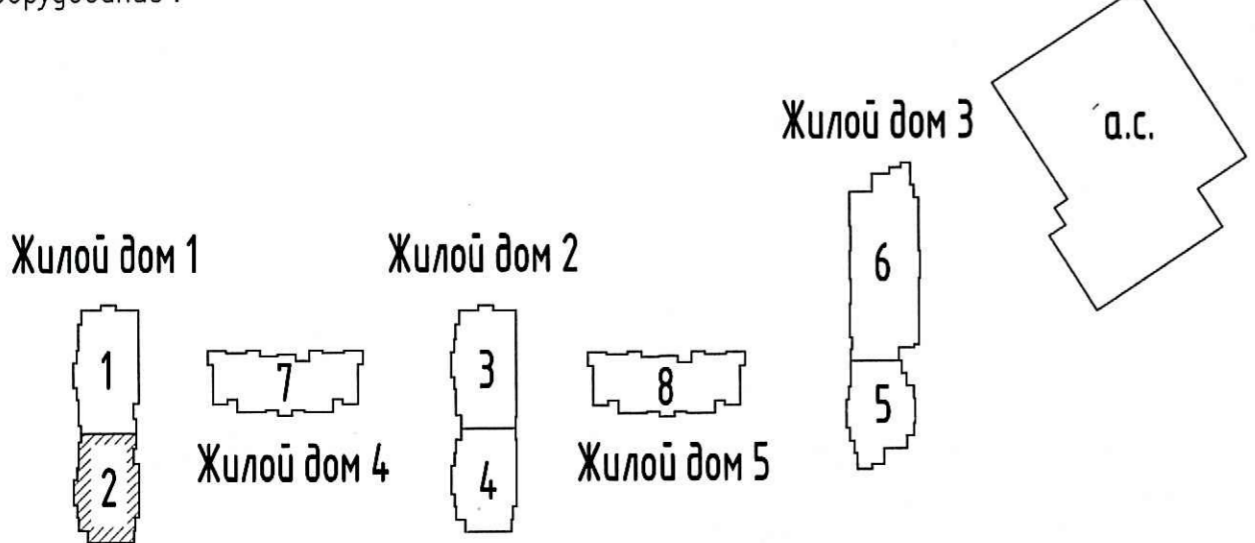 Жилой дом 3
а.с.
Жилой дом 1
Жилой дом 2
6
1
7
3
8
5
Жилой дом 4
Жилой дом 5
2
4